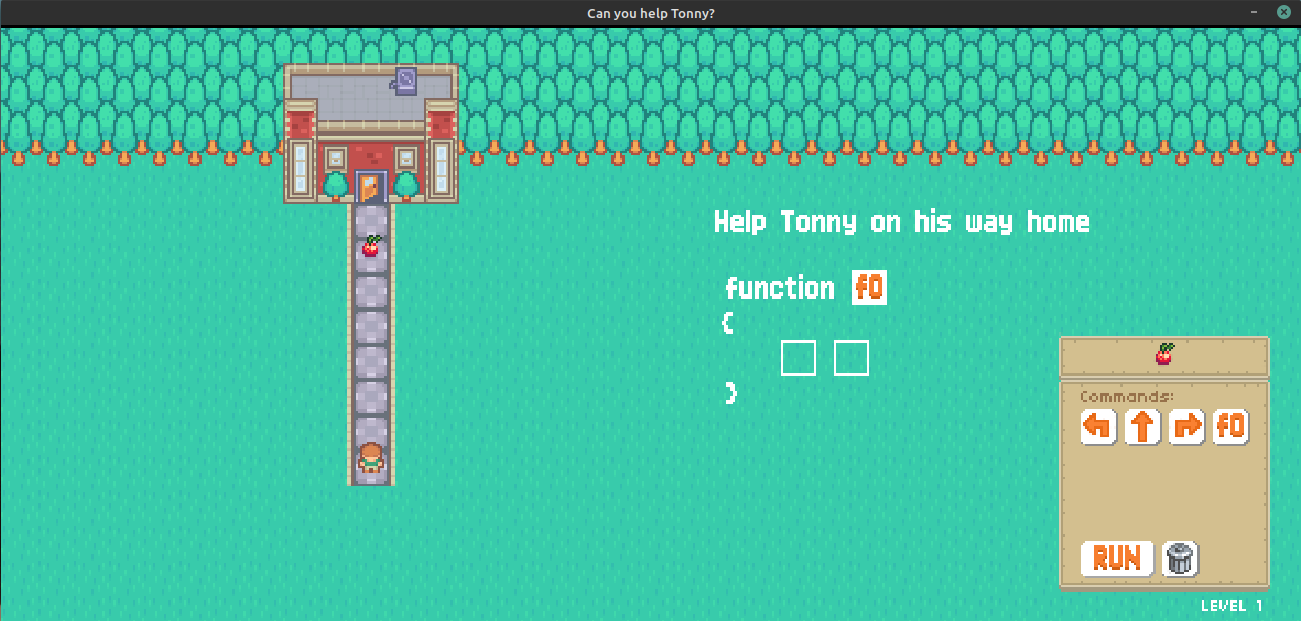 Can you help Tonny?
Help Tonny on his way home
function f0
{
}
Commands:
f0
RUN
LEVEL 1